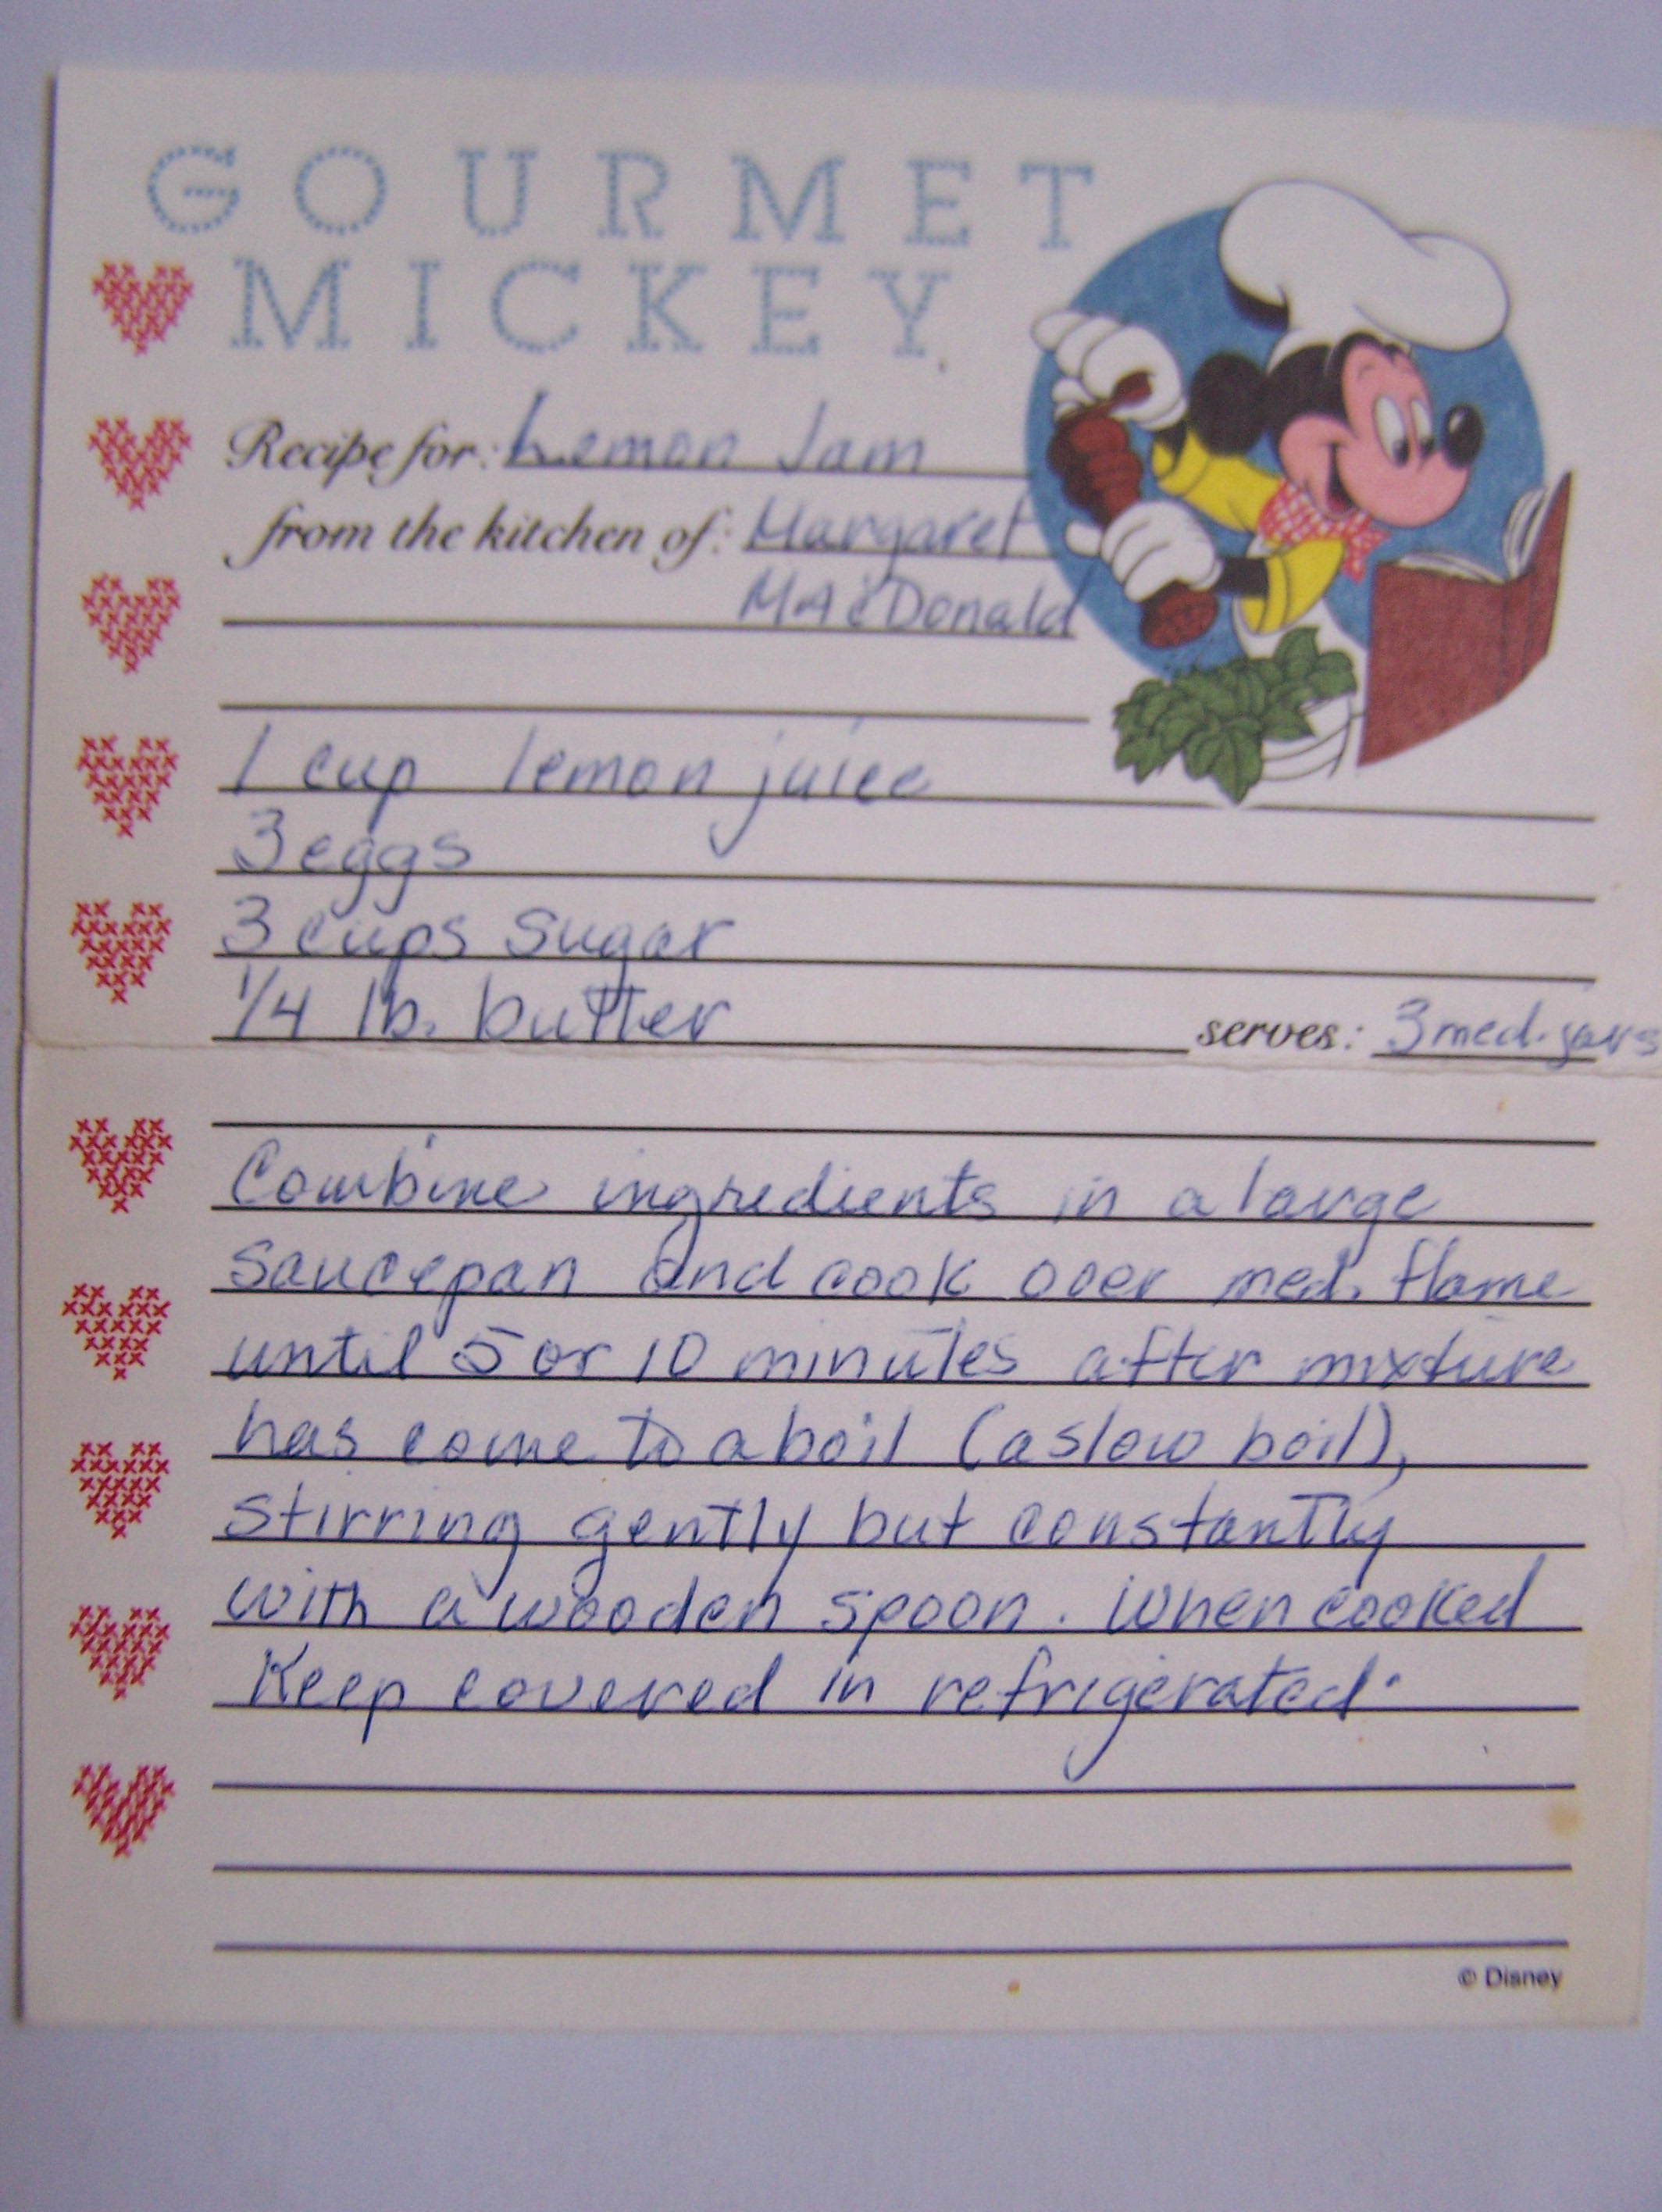 GOURMET
MICKEY
Recipe for: Lemon Jam
from the kitchen of: Margaret
MacDonald
1 cup lemon juice
3 eggs
3 cups sugar
1/4 lb. butter
serves: 3 med. jars
Combine ingredients in a large
saucepan and cook over med. flame
until 5 or 10 minutes after mixture
has come to a boil (a slow boil),
stirring gently but constantly
with a wooden spoon. When cooked
Keep covered in refrigerated.
© Disney